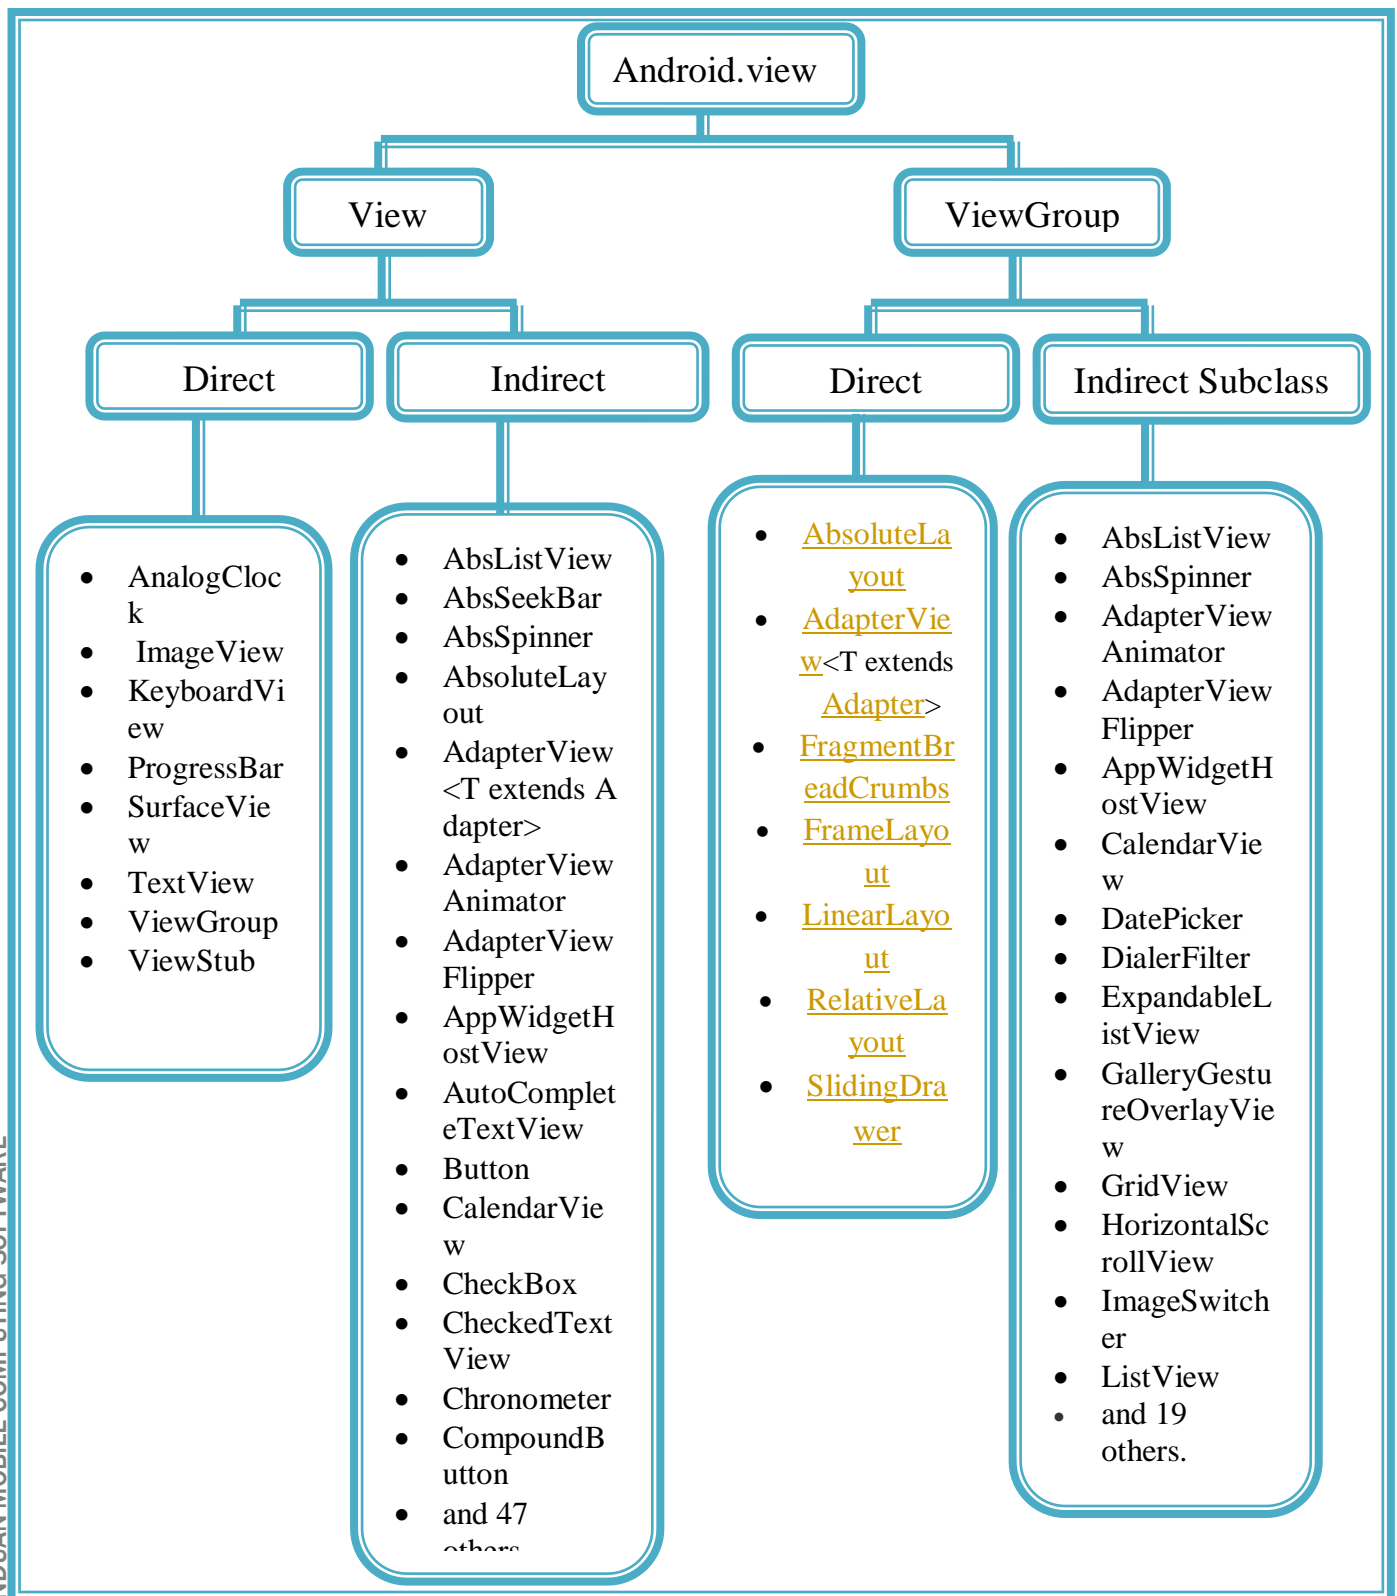 Android.view
View
ViewGroup
Direct
Indirect
Direct
Indirect Subclass
• AnalogCloc
k
• ImageView
• KeyboardVi
ew
• ProgressBar
• SurfaceVie
w
• TextView
• ViewGroup
• ViewStub
• AbsListView
• AbsSeekBar
• AbsSpinner
• AbsoluteLay
out
• AdapterView
<T extends A
dapter>
• AdapterView
Animator
• AdapterView
Flipper
• AppWidgetH
ostView
• AutoComplet
eTextView
• Button
• CalendarVie
w
• CheckBox
• CheckedText
View
• Chronometer
• CompoundB
utton
• and 47
others
• AbsoluteLa
yout
• AdapterVie
w<T extends
Adapter>
• FragmentBr
eadCrumbs
• FrameLayo
ut
• LinearLayo
ut
• RelativeLa
yout
• SlidingDra
wer
• AbsListView
• AbsSpinner
• AdapterView
Animator
• AdapterView
Flipper
• AppWidgetH
ostView
• CalendarVie
w
• DatePicker
• DialerFilter
• ExpandableL
istView
• GalleryGestu
reOverlayVie
w
• GridView
• HorizontalSc
rollView
• ImageSwitch
er
• ListView
• and 19
others.
MOBILE COMPUTING SOFTWARE